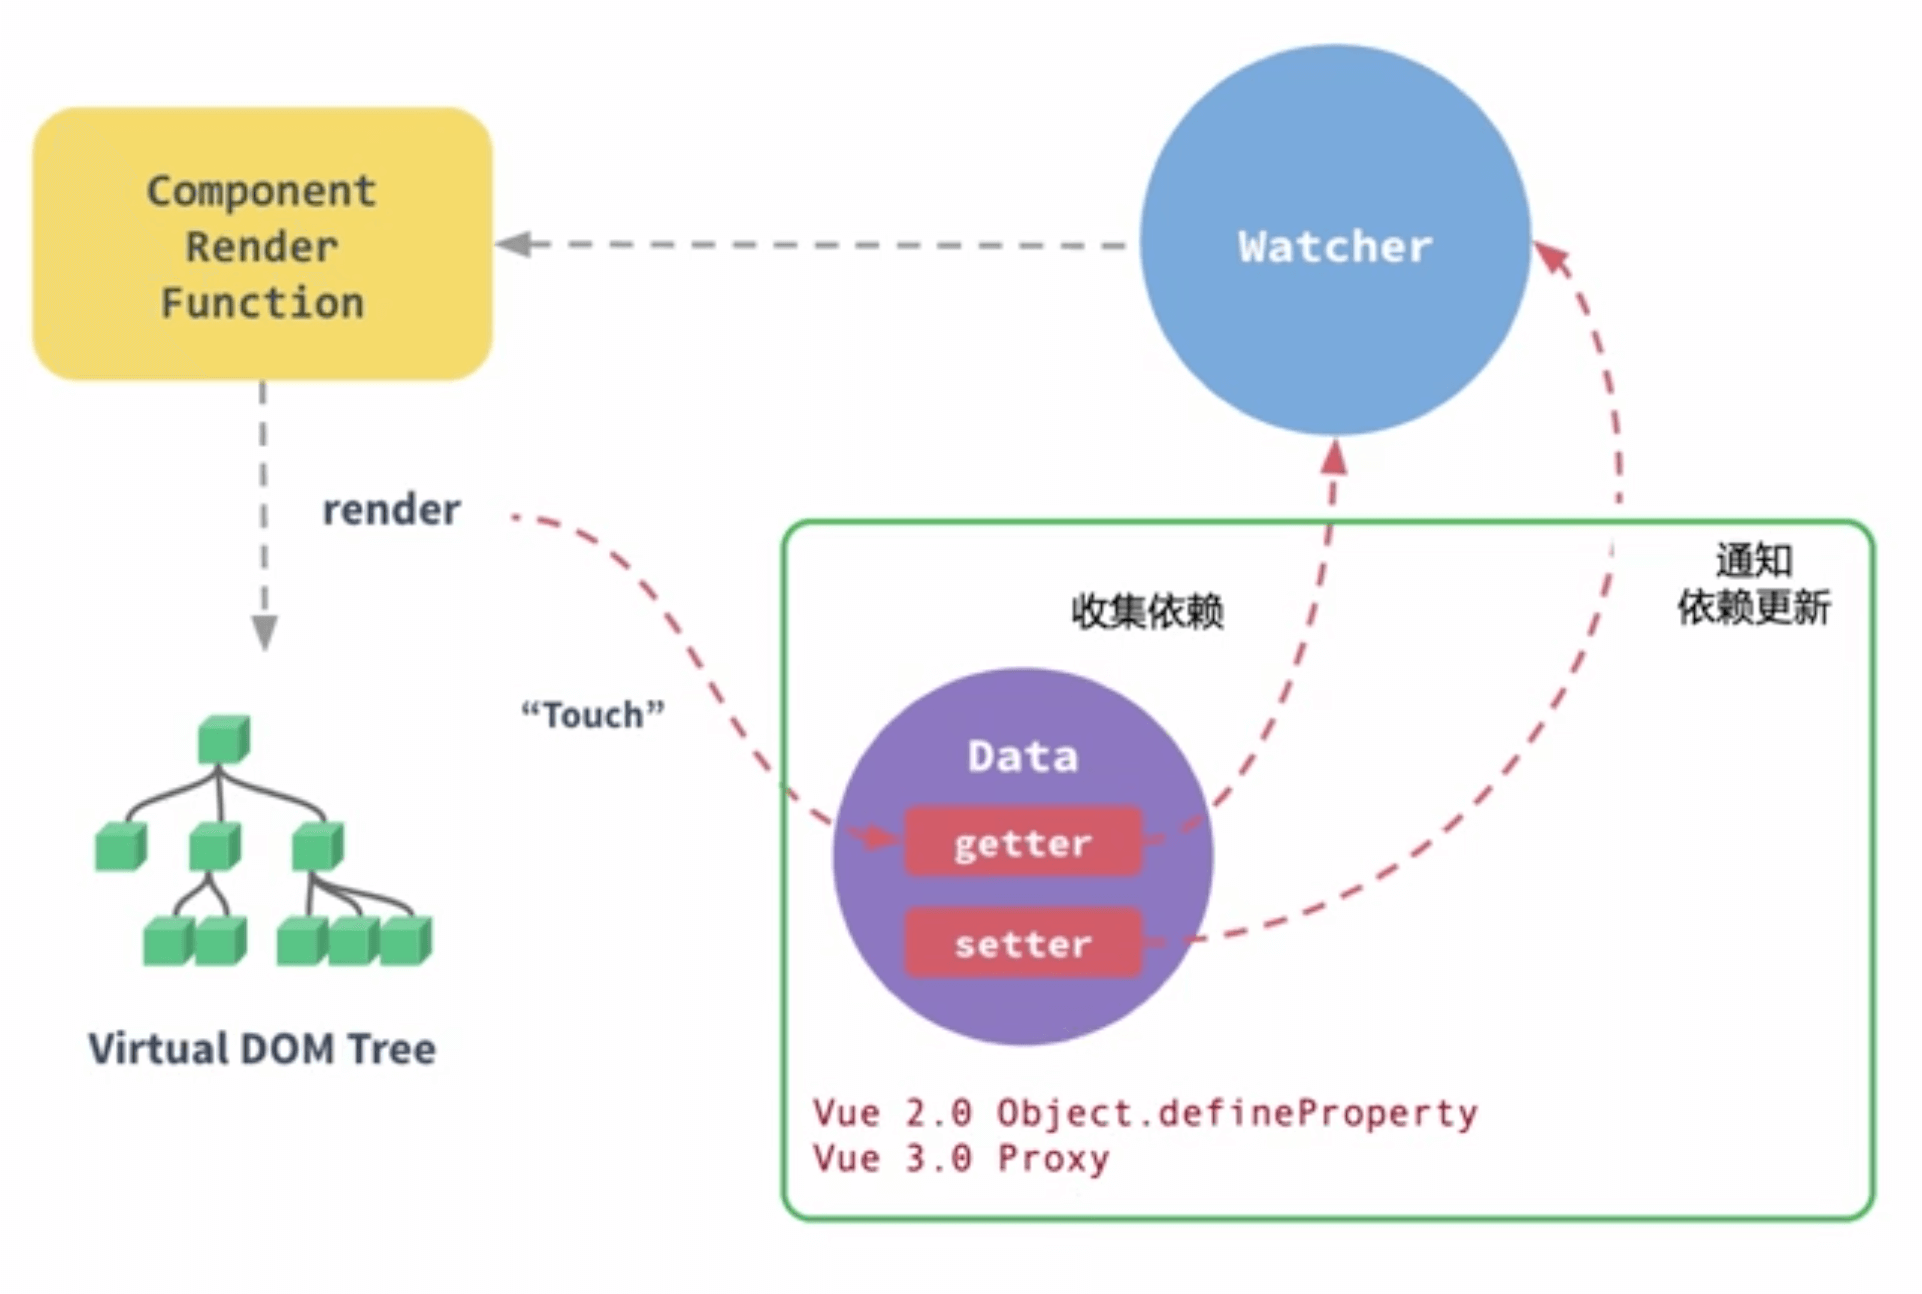 Component
Render
Function
Watcher
render
通知
依赖更新
收集依赖
“Touch”
Data
getter
setter
Virtual DOM Tree
Vue 2.0 Object.defineProperty
Vue 3.0 Proxy